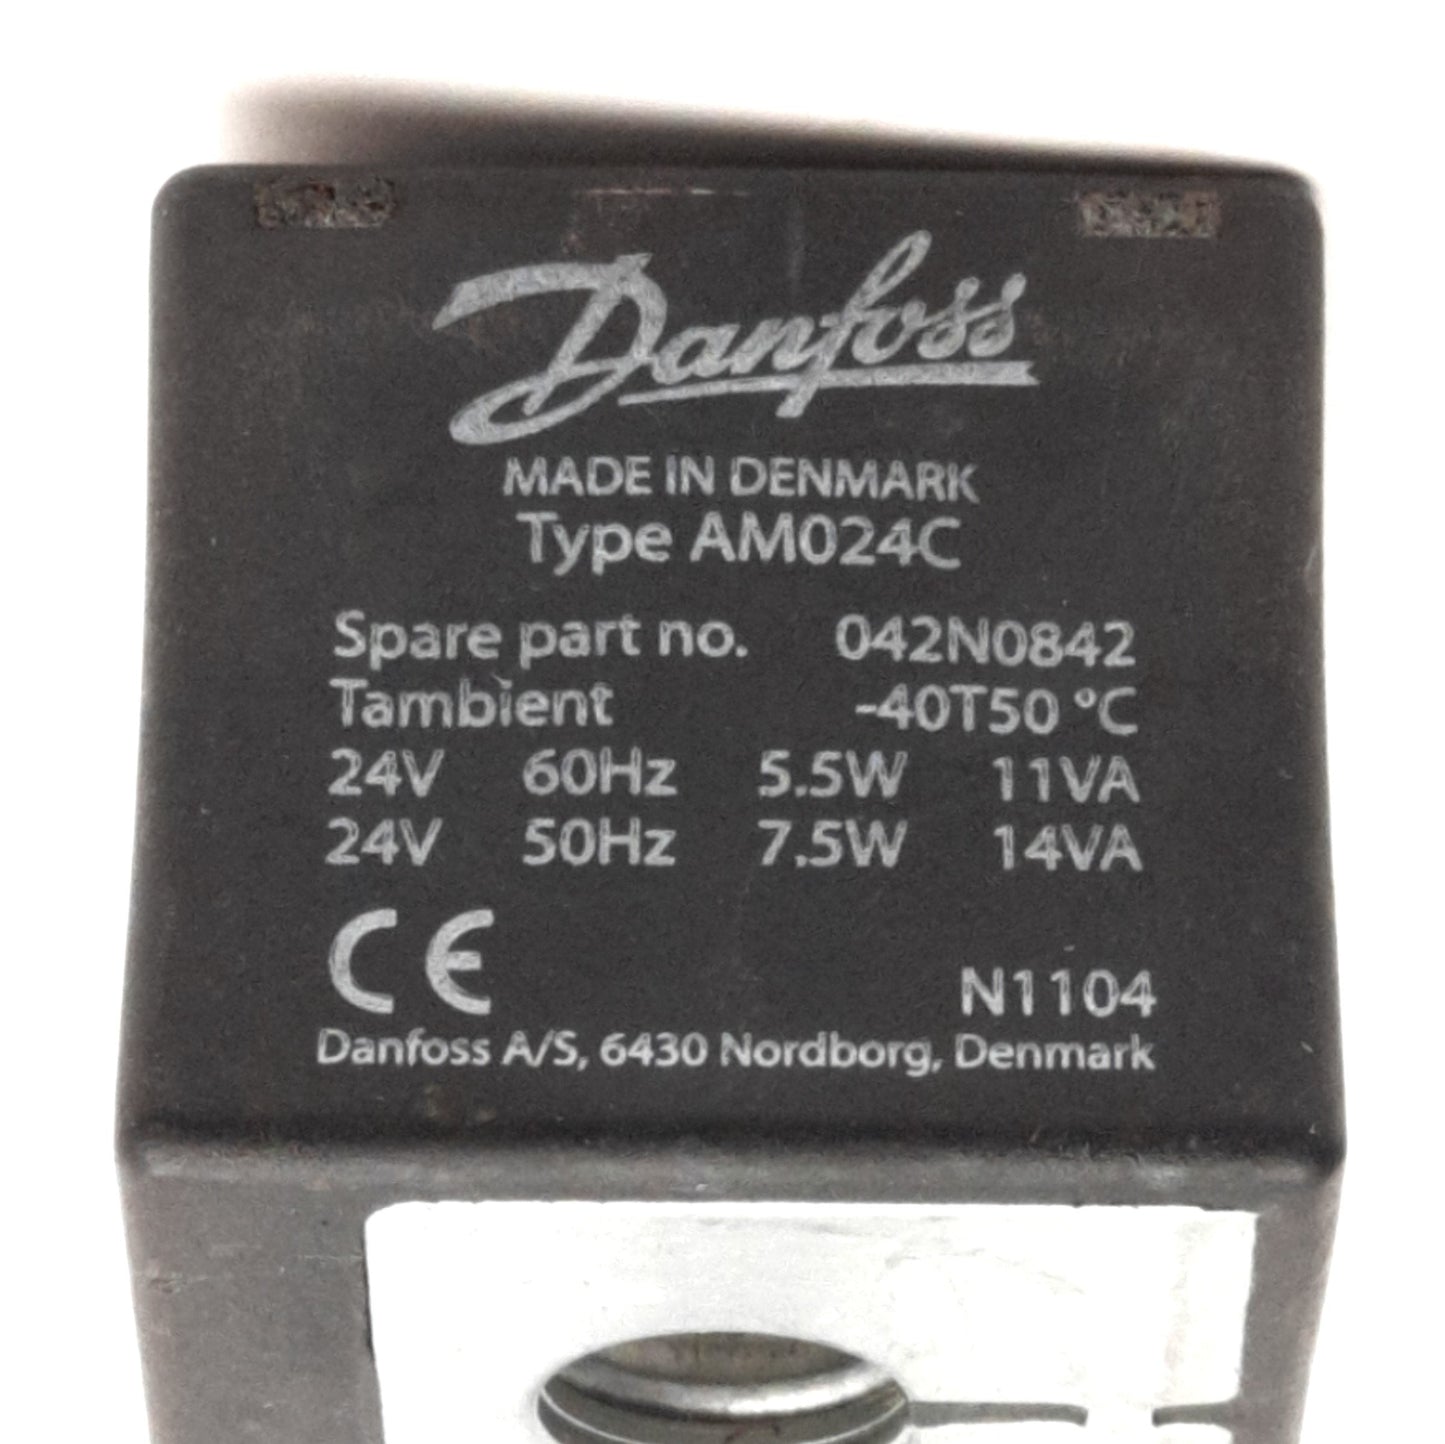 Danfoss
MADE IN DENMARK
Type AM024C
Spare part no. 042N0842
Tambient -40T50 °C
24V 60Hz 5.5W 11VA
24V 50Hz 7.5W 14VA
CE N1104
Danfoss A/S, 6430 Nordborg, Denmark